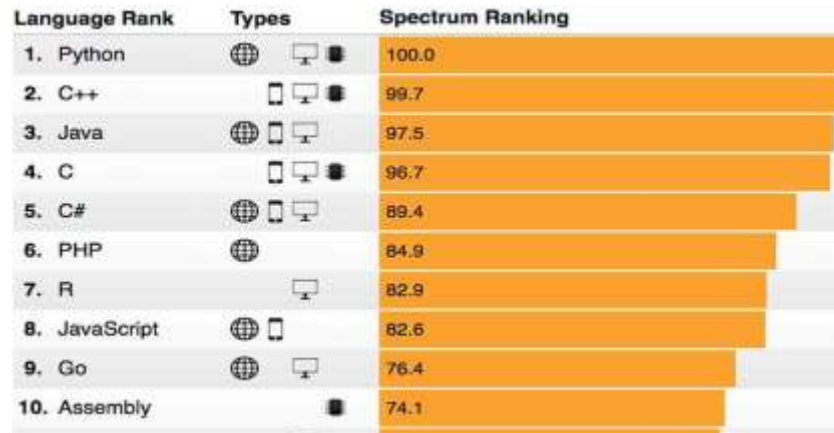 Language Rank Types Spectrum Ranking
1. Python 100.0
2. C++ 99.7
3. Java 97.5
4. C 96.7
5. C# 89.4
6. PHP 84.9
7. R 82.9
8. JavaScript 82.6
9. Go 76.4
10. Assembly 74.1